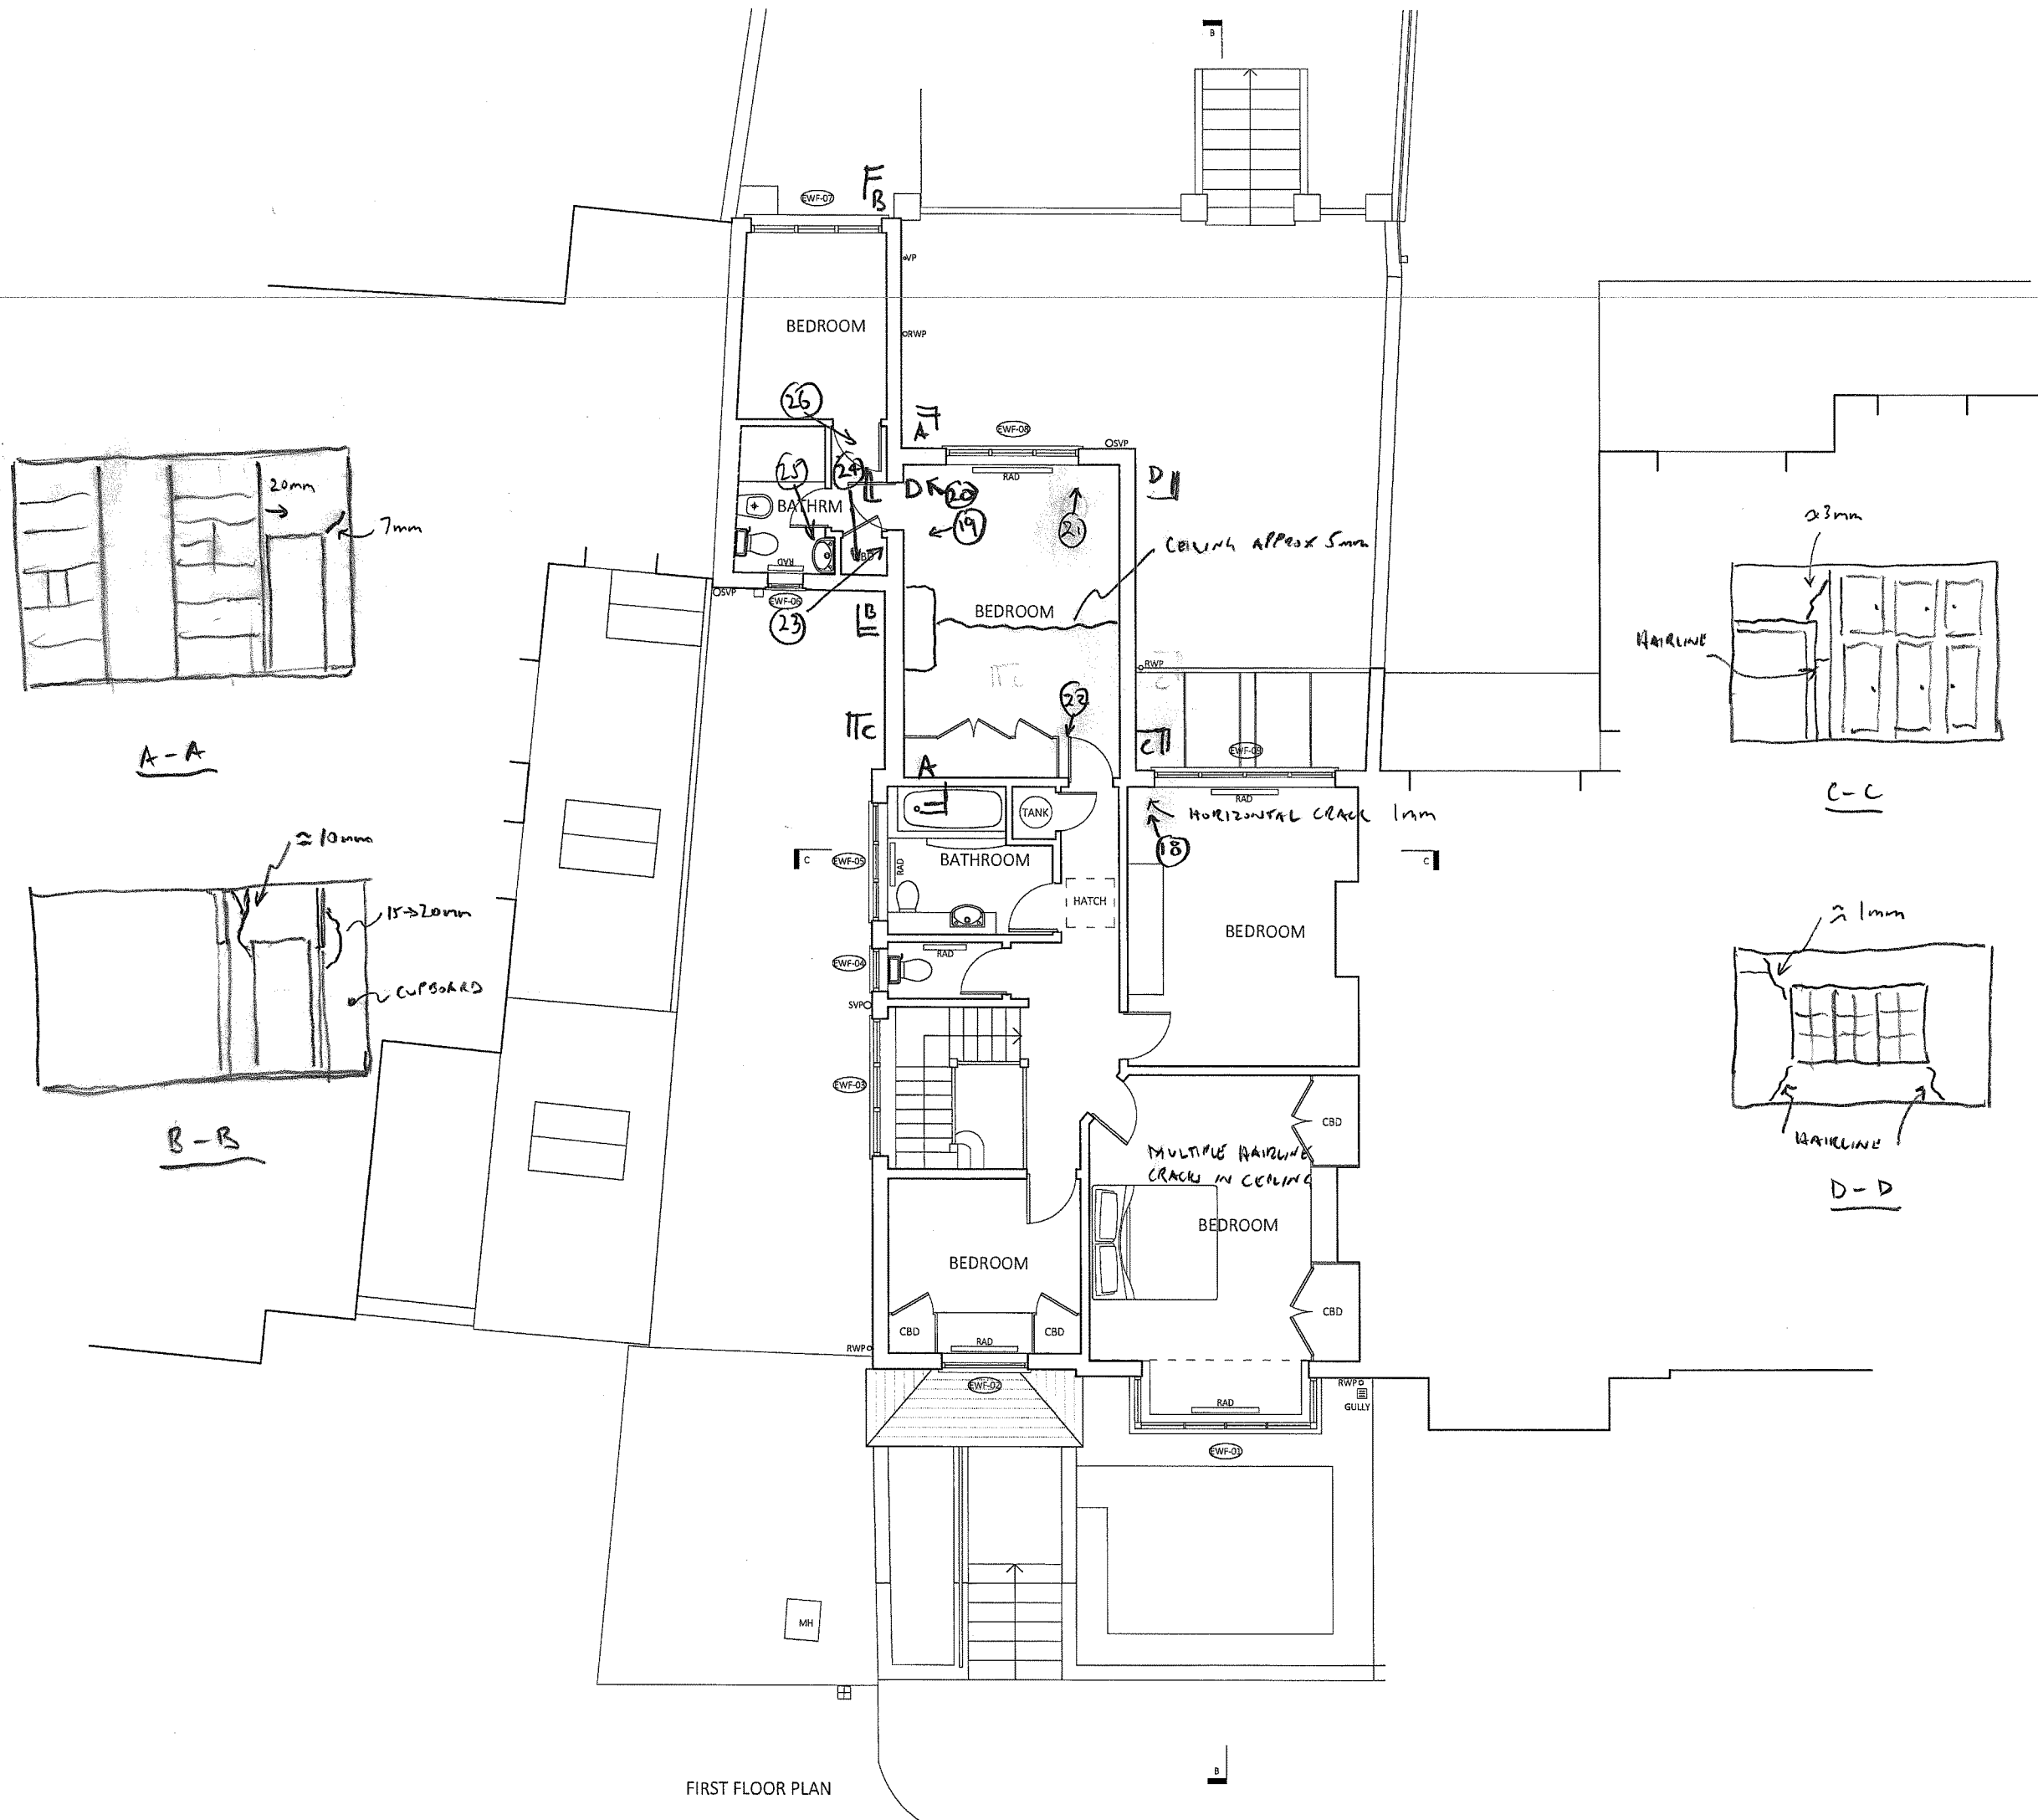 B
F
B
EWF-07
VP
BEDROOM
RWP
26
A
EWF-08
SVP
20mm
7mm
25
24
D
20
RAD
D
BATHRM
19
21
≈3mm
CEILING APPROX 5mm
RAD
CBD
SVP
EWF-06
23
B
BEDROOM
HAIRLINE
RWP
C
22
C
EWF-09
A-A
A
C-C
TANK
RAD
HORIZONTAL CRACK 1mm
18
≈10mm
C
EWF-05
RAD
BATHROOM
C
HATCH
15→20mm
BEDROOM
≈1mm
RAD
EWF-04
CUPBOARD
SVP
EWF-03
B-B
CBD
MULTIPLE HAIRLINE
CRACKS IN CEILING
HAIRLINE
D-D
BEDROOM
BEDROOM
CBD
CBD
CBD
RAD
RWP
EWF-02
RWP
GULLY
RAD
EWF-01
MH
B
FIRST FLOOR PLAN